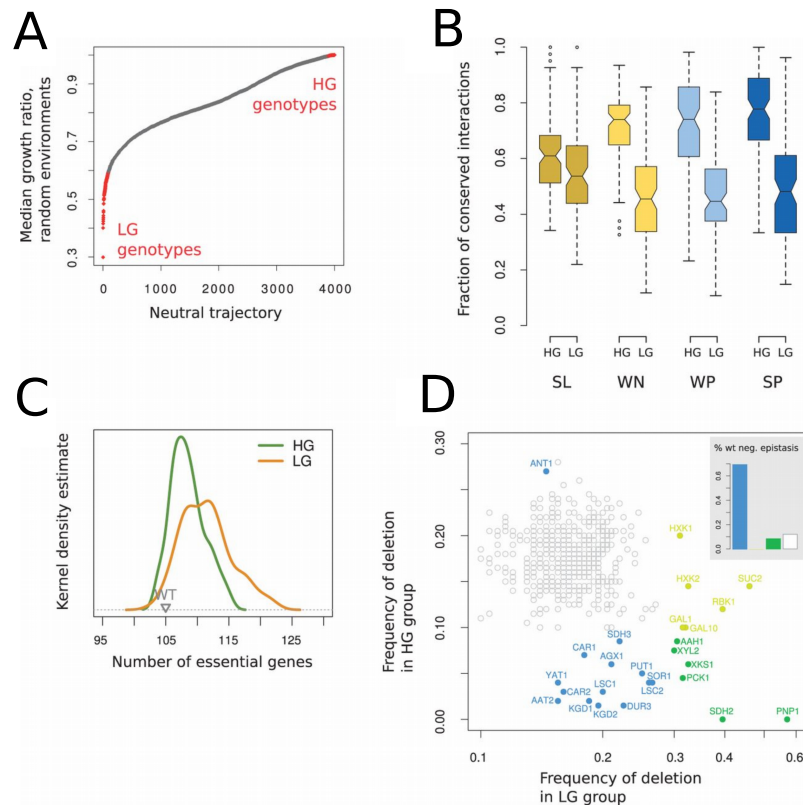 A
Median growth ratio,
random environments
0.3
0.5
0.7
0.9
HG
genotypes
LG
genotypes
0
1000
2000
3000
4000
Neutral trajectory
B
Fraction of conserved interactions
0.0
0.2
0.4
0.6
0.8
1.0
HG LG HG LG HG LG HG LG
SL WN WP SP
C
Kernel density estimate
HG
LG
WT
95 105 115 125
Number of essential genes
D
Frequency of deletion
in HG group
0.00
0.10
0.20
0.30
% wt neg. epistasis
0.0
0.2
0.4
0.6
ANT1
HXK1
HXK2
SUC2
RBK1
GAL1
GAL10
SDH3
AAH1
CAR1
XYL2
AGX1
XKS1
PUT1
PCK1
YAT1
SOR1
LSC1
LSC2
CAR2
AAT2
KGD1
KGD2
DUR3
SDH2
PNP1
0.1 0.2 0.3 0.4 0.6
Frequency of deletion
in LG group